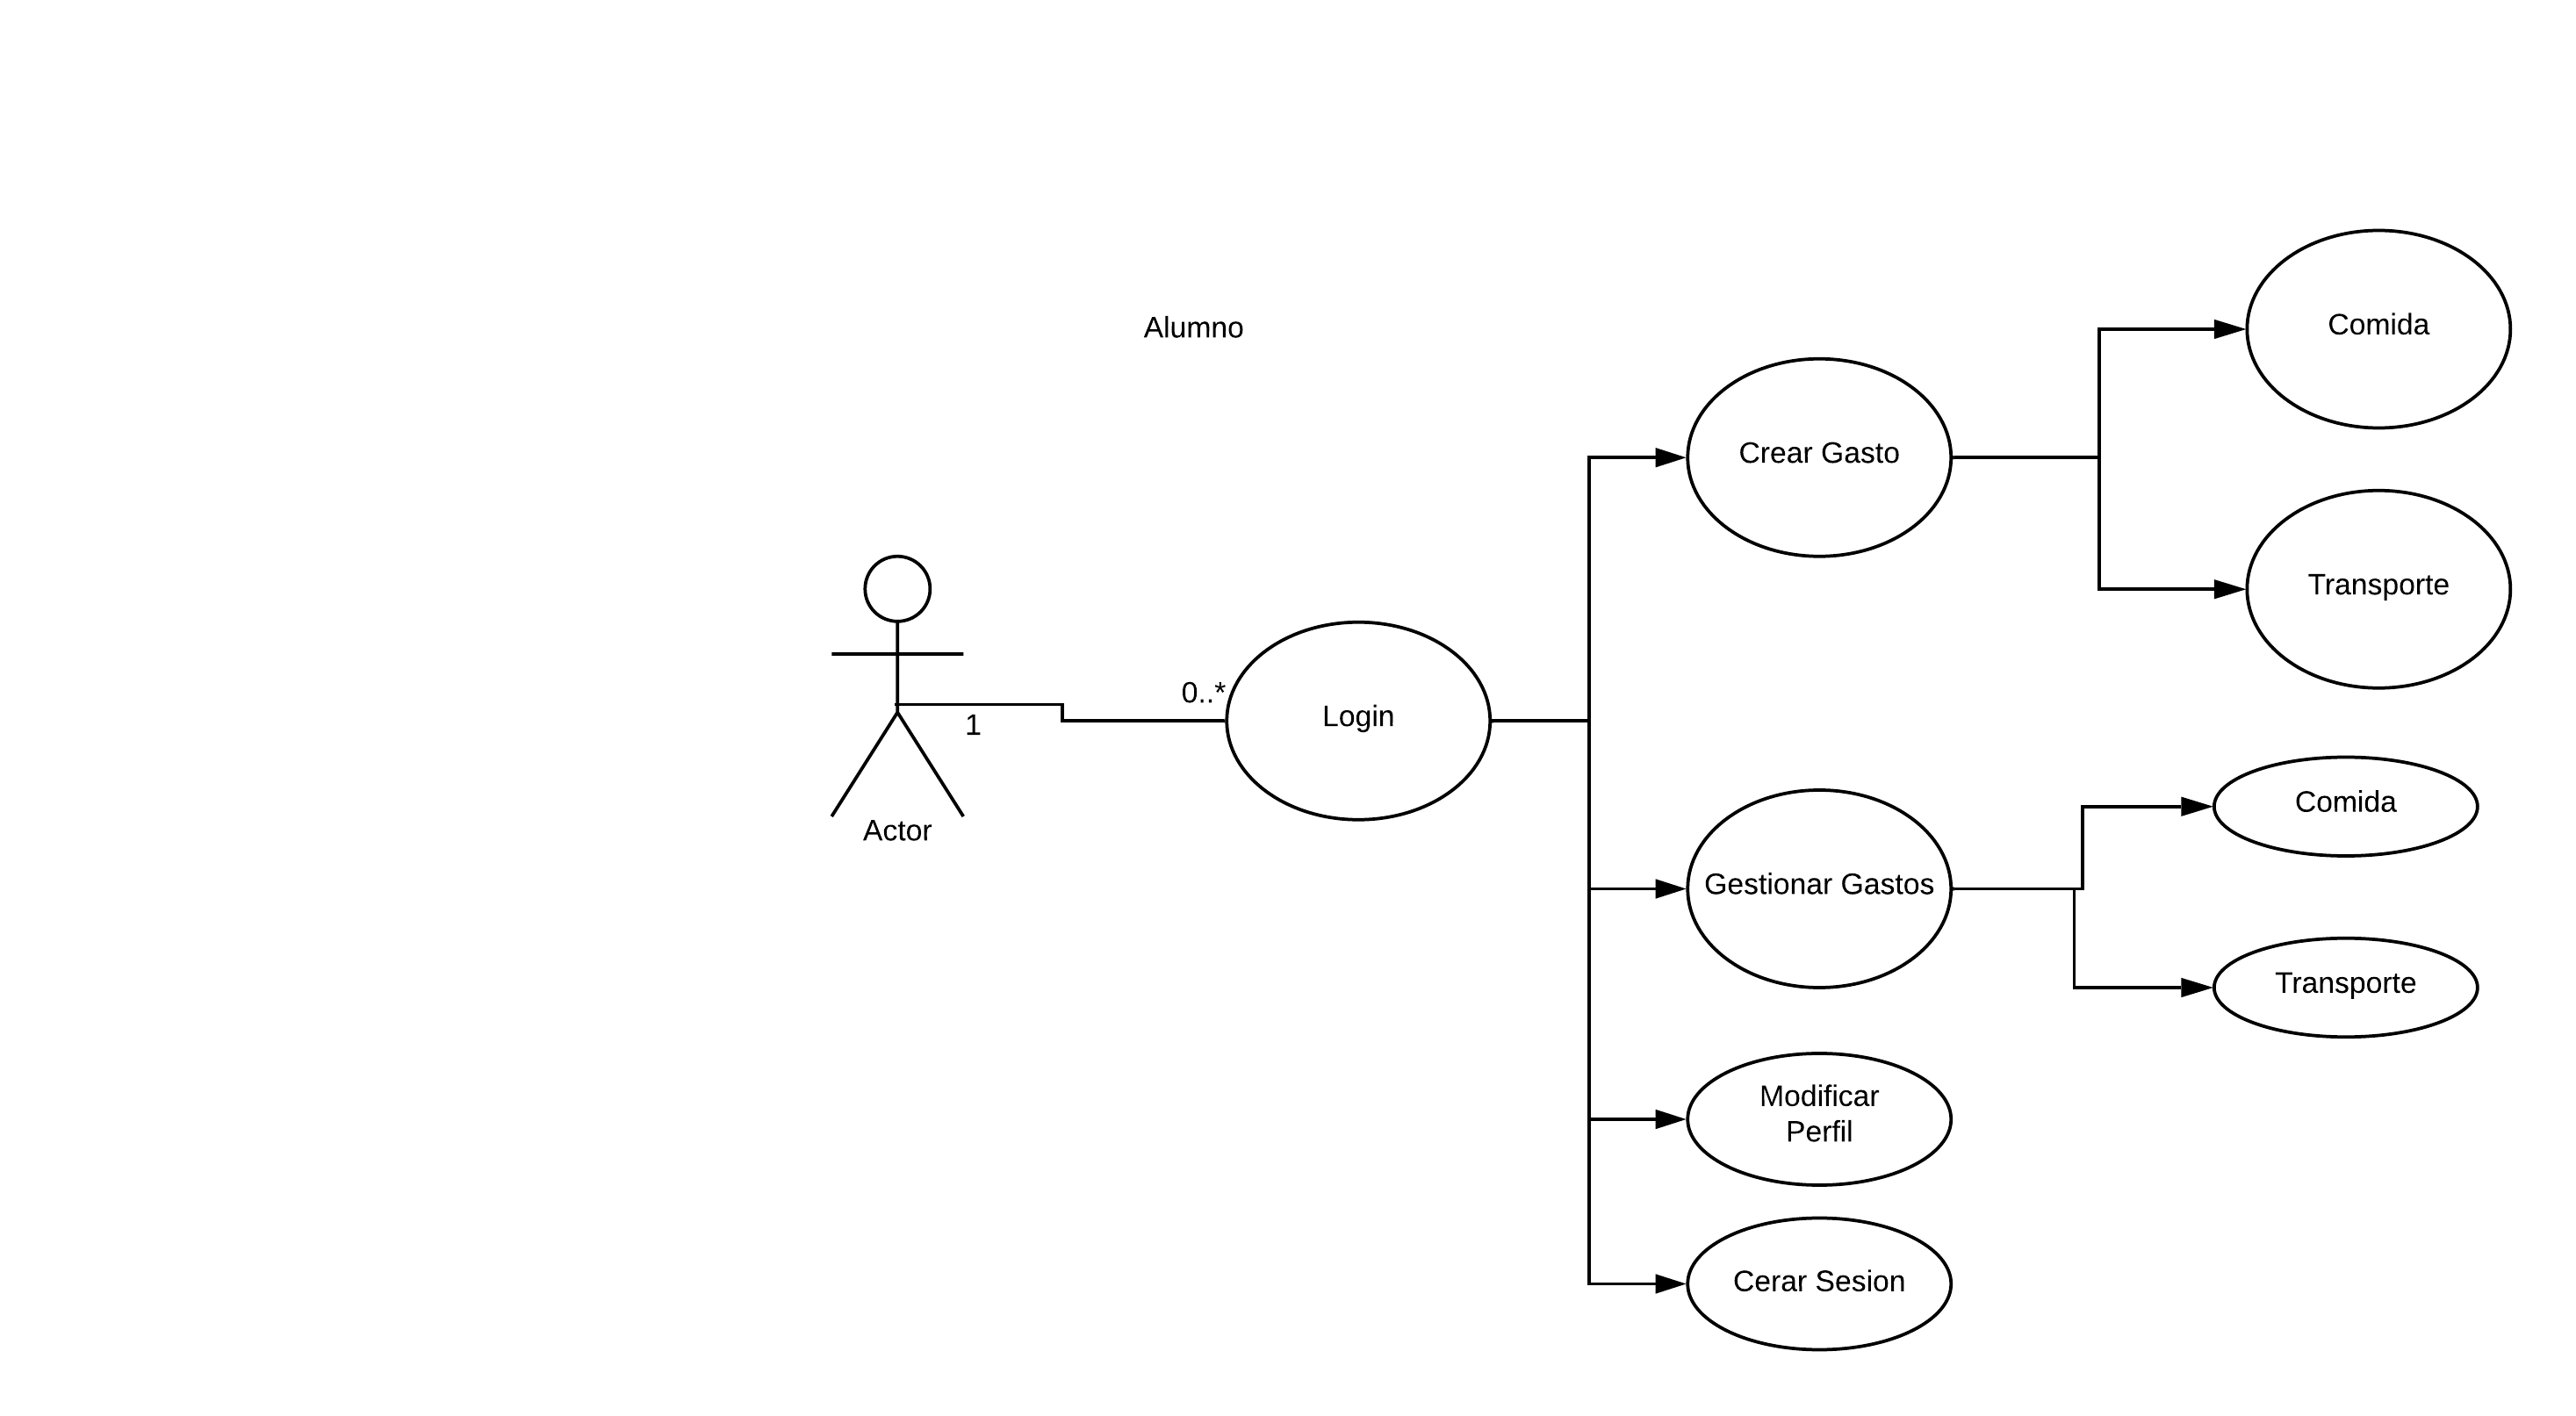 Alumno
Actor
1
0..*
Login
Crear Gasto
Comida
Transporte
Gestionar Gastos
Comida
Transporte
Modificar
Perfil
Cerar Sesion